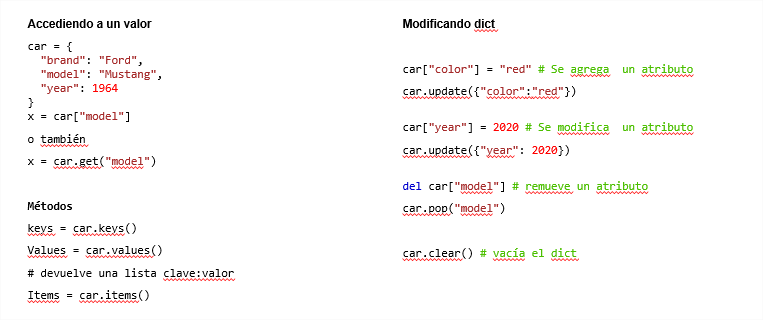 Accediendo a un valor
car = {
  "brand": "Ford",
  "model": "Mustang",
  "year": 1964
}
x = car["model"]
o también
x = car.get("model")
Métodos
keys = car.keys()
Values = car.values()
# devuelve una lista clave:valor
Items = car.items()
Modificando dict
car["color"] = "red" # Se agrega  un atributo
car.update({"color":"red"})
car["year"] = 2020 # Se modifica  un atributo
car.update({"year": 2020})
del car["model"] # remueve un atributo
car.pop("model")
car.clear() # vacía el dict